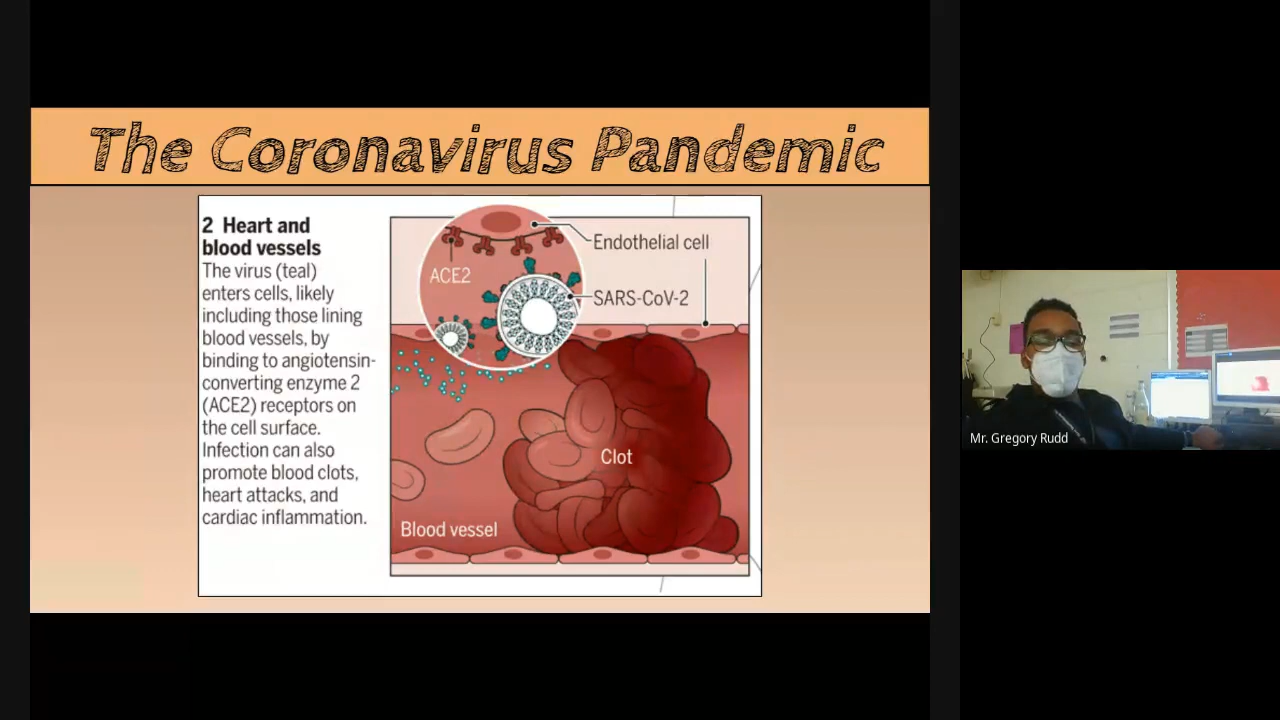 The Coronavirus Pandemic
2 Heart and
blood vessels
The virus (teal)
enters cells, likely
including those lining
blood vessels, by
binding to angiotensin-
converting enzyme 2
(ACE2) receptors on
the cell surface.
Infection can also
promote blood clots,
heart attacks, and
cardiac inflammation.
Endothelial cell
ACE2
SARS-CoV-2
Clot
Blood vessel
Mr. Gregory Rudd